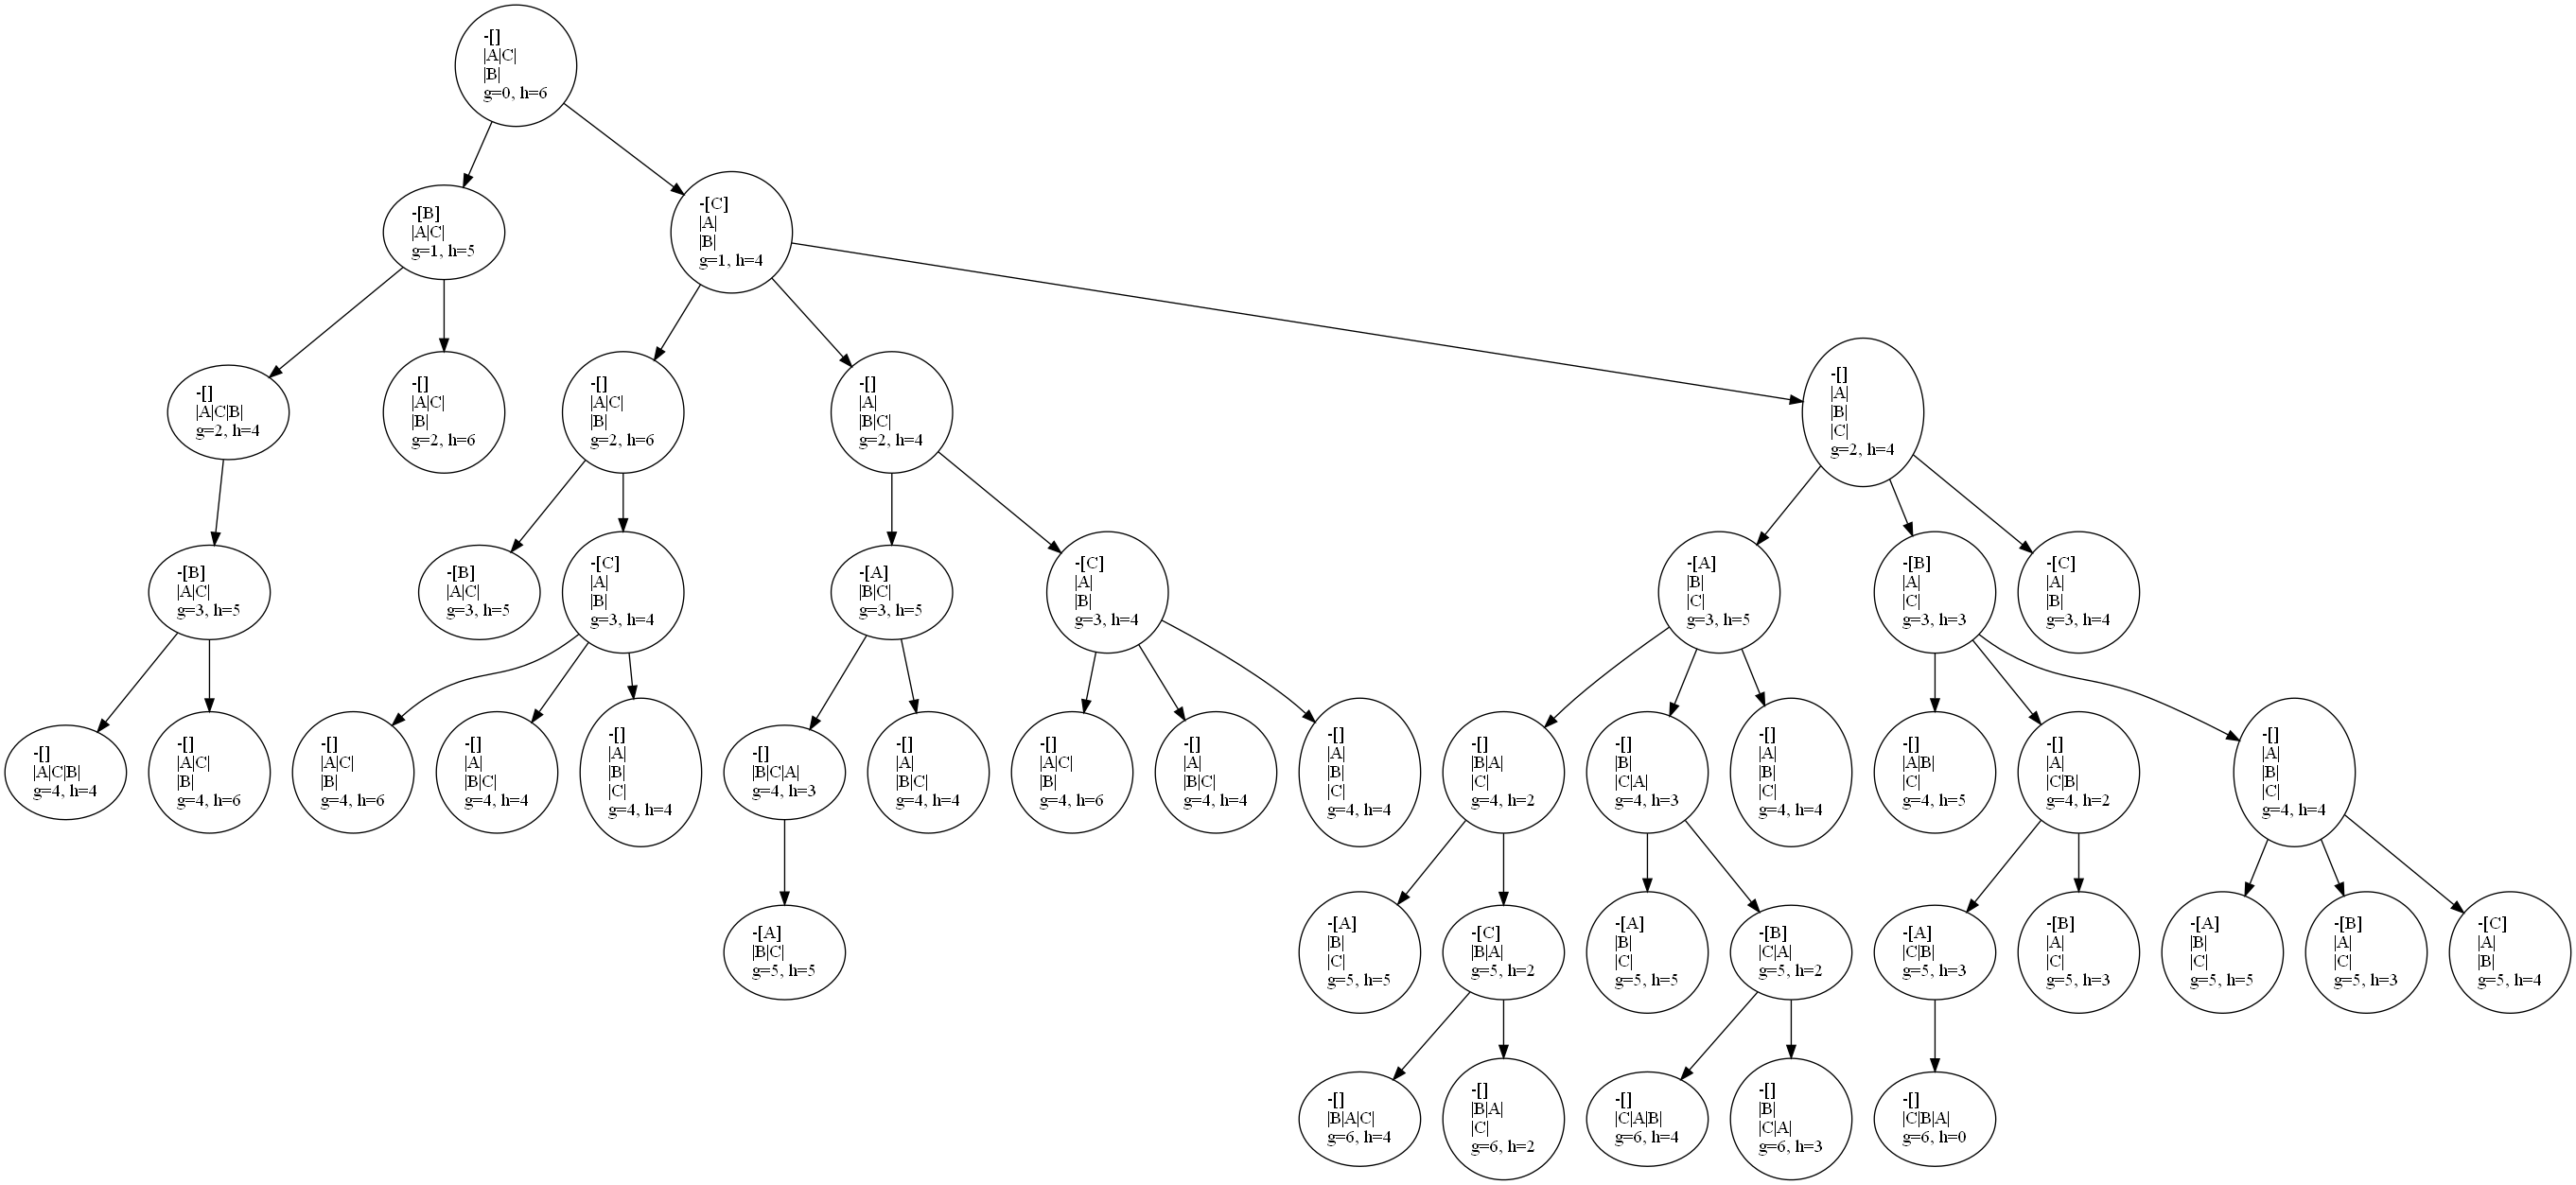 -[]
|A|C|
|B|
g=0, h=6
-[B]
|A|C|
g=1, h=5
-[C]
|A|
|B|
g=1, h=4
-[]
|A|C|B|
g=2, h=4
-[]
|A|C|
|B|
g=2, h=6
-[]
|A|C|
|B|
g=2, h=6
-[]
|A|
|B|C|
g=2, h=4
-[]
|A|
|B|
|C|
g=2, h=4
-[B]
|A|C|
g=3, h=5
-[B]
|A|C|
g=3, h=5
-[C]
|A|
|B|
g=3, h=4
-[A]
|B|C|
g=3, h=5
-[C]
|A|
|B|
g=3, h=4
-[A]
|B|
|C|
g=3, h=5
-[B]
|A|
|C|
g=3, h=3
-[C]
|A|
|B|
g=3, h=4
-[]
|A|C|B|
g=4, h=4
-[]
|A|C|
|B|
g=4, h=6
-[]
|A|C|
|B|
g=4, h=6
-[]
|A|
|B|C|
g=4, h=4
-[]
|A|
|B|
|C|
g=4, h=4
-[]
|B|C|A|
g=4, h=3
-[]
|A|
|B|C|
g=4, h=4
-[]
|A|C|
|B|
g=4, h=6
-[]
|A|
|B|C|
g=4, h=4
-[]
|A|
|B|
|C|
g=4, h=4
-[]
|B|A|
|C|
g=4, h=2
-[]
|B|
|C|A|
g=4, h=3
-[]
|A|
|B|
|C|
g=4, h=4
-[]
|A|B|
|C|
g=4, h=5
-[]
|A|
|C|B|
g=4, h=2
-[]
|A|
|B|
|C|
g=4, h=4
-[A]
|B|C|
g=5, h=5
-[A]
|B|
|C|
g=5, h=5
-[C]
|B|A|
g=5, h=2
-[A]
|B|
|C|
g=5, h=5
-[B]
|C|A|
g=5, h=2
-[A]
|C|B|
g=5, h=3
-[B]
|A|
|C|
g=5, h=3
-[A]
|B|
|C|
g=5, h=5
-[B]
|A|
|C|
g=5, h=3
-[C]
|A|
|B|
g=5, h=4
-[]
|B|A|C|
g=6, h=4
-[]
|B|A|
|C|
g=6, h=2
-[]
|C|A|B|
g=6, h=4
-[]
|B|
|C|A|
g=6, h=3
-[]
|C|B|A|
g=6, h=0